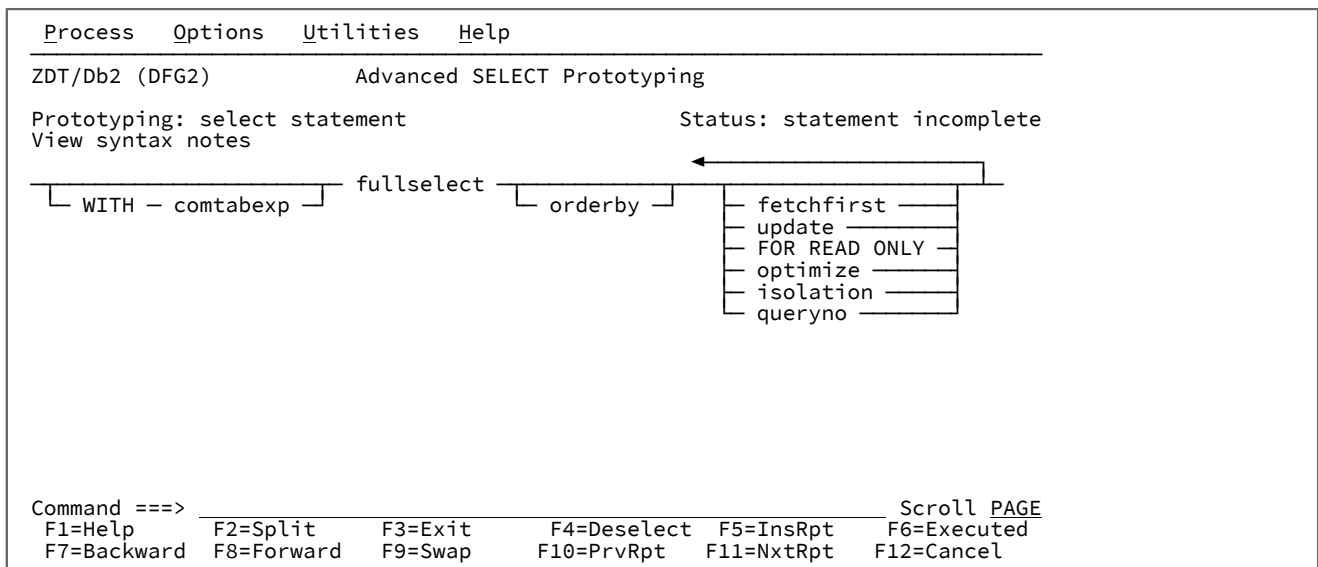 Process Options Utilities Help
ZDT/Db2 (DFG2) Advanced SELECT Prototyping
Prototyping: select statement Status: statement incomplete
View syntax notes
fullselect
WITH comtabexp orderby fetchfirst
update
FOR READ ONLY
optimize
isolation
queryno
Command ===> Scroll PAGE
F1=Help F2=Split F3=Exit F4=Deselect F5=InsRpt F6=Executed
F7=Backward F8=Forward F9=Swap F10=PrvRpt F11=NxtRpt F12=Cancel